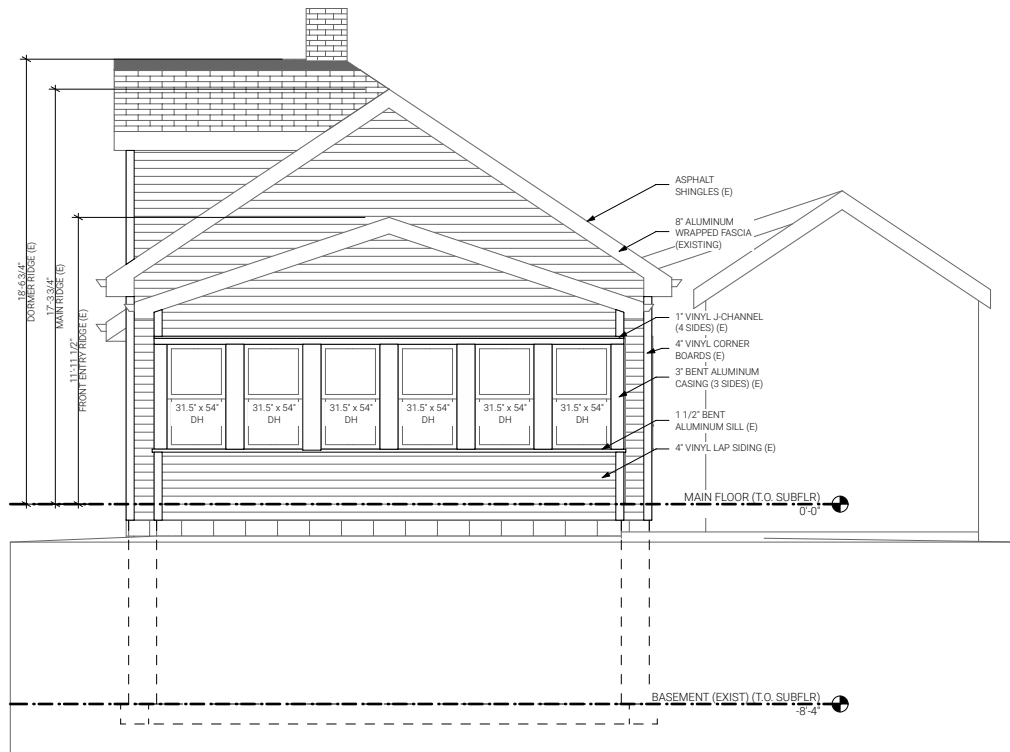 ASPHALT
SHINGLES (E)
8" ALUMINUM
WRAPPED FASCIA
(EXISTING)
18'-6 3/4"
DORMER RIDGE (E)
17'-3 3/4"
MAIN RIDGE (E)
11'-11 1/2"
FRONT ENTRY RIDGE (E)
1" VINYL J-CHANNEL
(4 SIDES) (E)
4" VINYL CORNER
BOARDS (E)
3" BENT ALUMINUM
CASING (3 SIDES) (E)
31.5" x 54"
DH
31.5" x 54"
DH
31.5" x 54"
DH
31.5" x 54"
DH
31.5" x 54"
DH
31.5" x 54"
DH
1 1/2" BENT
ALUMINUM SILL (E)
4" VINYL LAP SIDING (E)
MAIN FLOOR (T.O. SUBFLR)
0'-0"
BASEMENT (EXIST) (T.O. SUBFLR)
-8'-4"